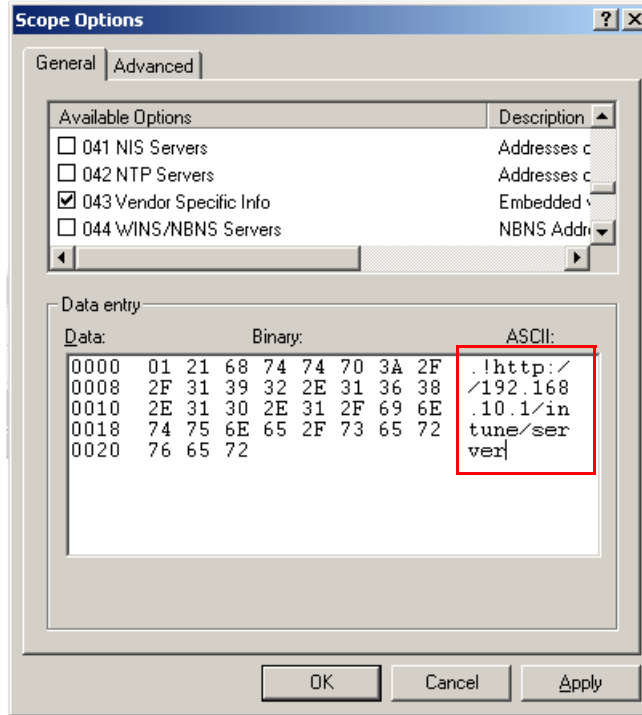 Scope Options
General Advanced
Available Options Description
041 NIS Servers Addresses c
042 NTP Servers Addresses c
043 Vendor Specific Info Embedded
044 WINS/NBNS Servers NBNS Addr
Data entry
Data: Binary: ASCII:
0000 01 21 68 74 74 70 3A 2F .!http:/
0008 2F 31 39 32 2E 31 36 38 /192.168
0010 2E 31 30 2E 31 2F 69 6E .10.1/in
0018 74 75 6E 65 2F 73 65 72 tune/ser
0020 76 65 72 ver
OK Cancel Apply